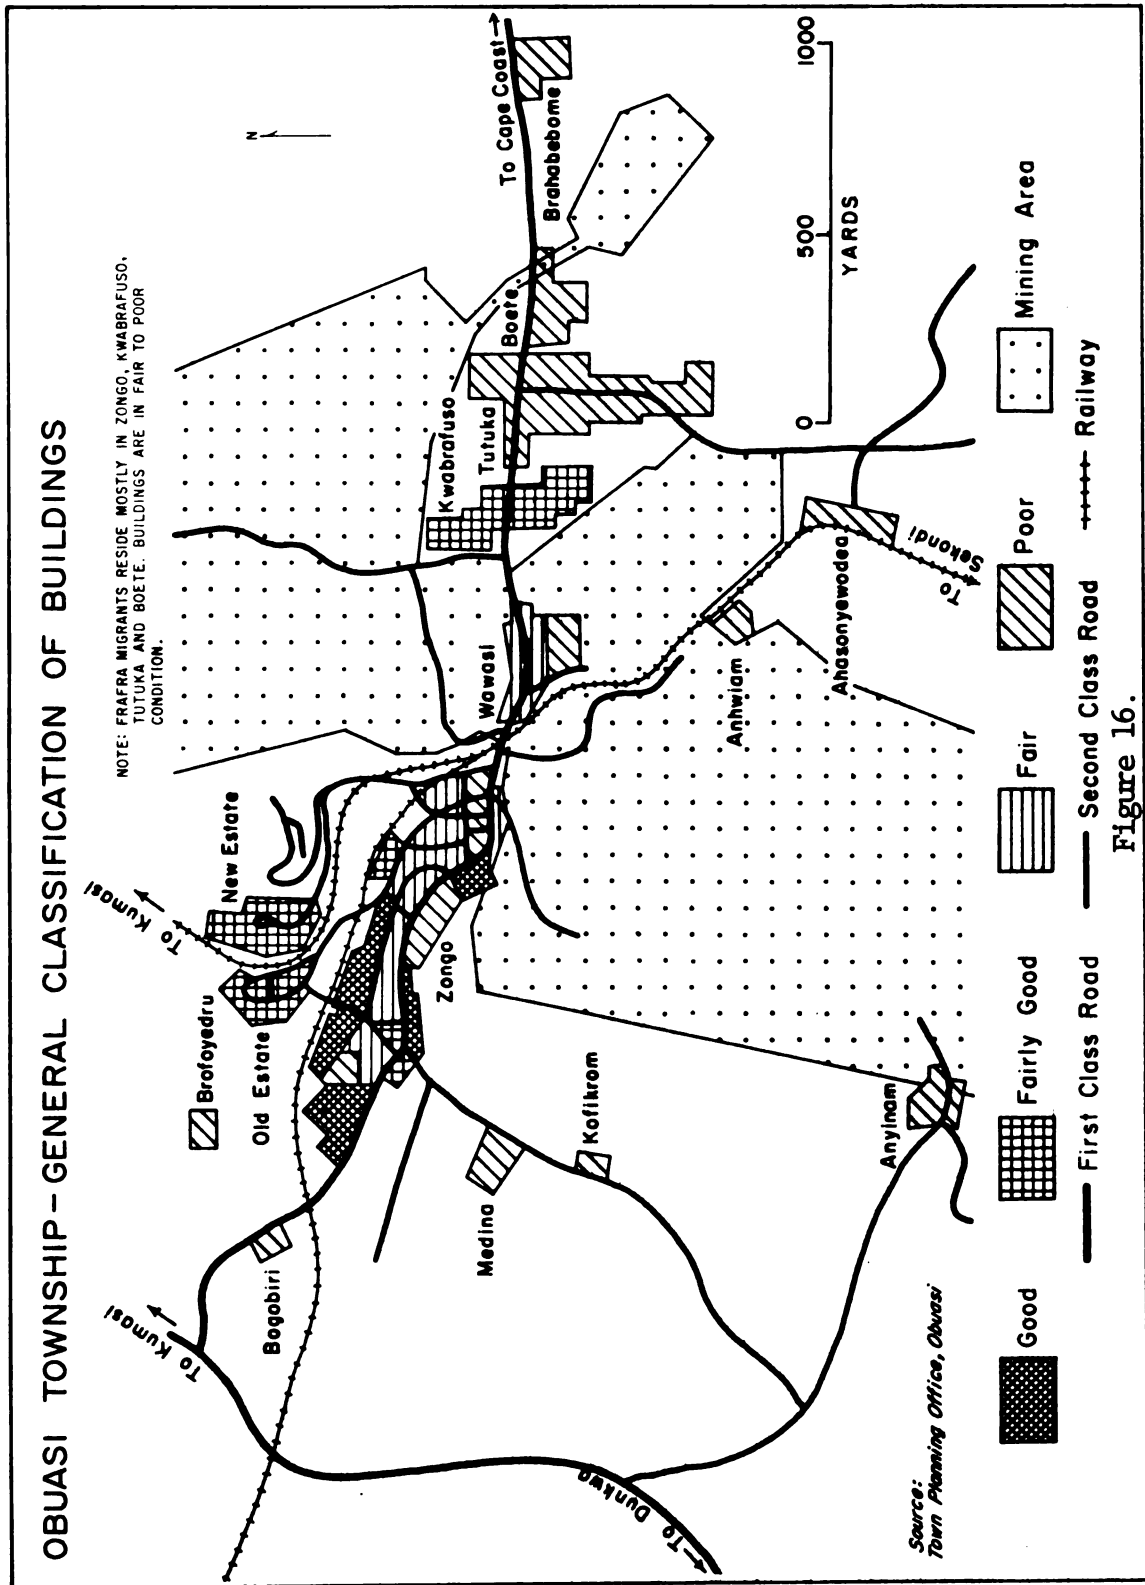 OBUASI TOWNSHIP–GENERAL CLASSIFICATION OF BUILDINGS
NOTE: FRAFRA MIGRANTS RESIDE MOSTLY IN ZONGO, KWABRAFUSO,
TUTUKA AND BOETE. BUILDINGS ARE IN FAIR TO POOR
CONDITION.
N
To Kumasi
To Kumasi
New Estate
Brofoyedru
Old Estate
Bogobiri
Zongo
Medina
Kofikrom
Wawasi
Kwabrafuso
Tutuka
Boete
To Cape Coast
Brahabebome
Anhwiam
Ahasonyewodea
To
Sekondi
Anyinam
To Dunkwa
0
500
1000
YARDS
Source:
Town Planning Office, Obuasi
Good
Fairly Good
Fair
Poor
Mining Area
First Class Road
Second Class Road
Railway
Figure 16.